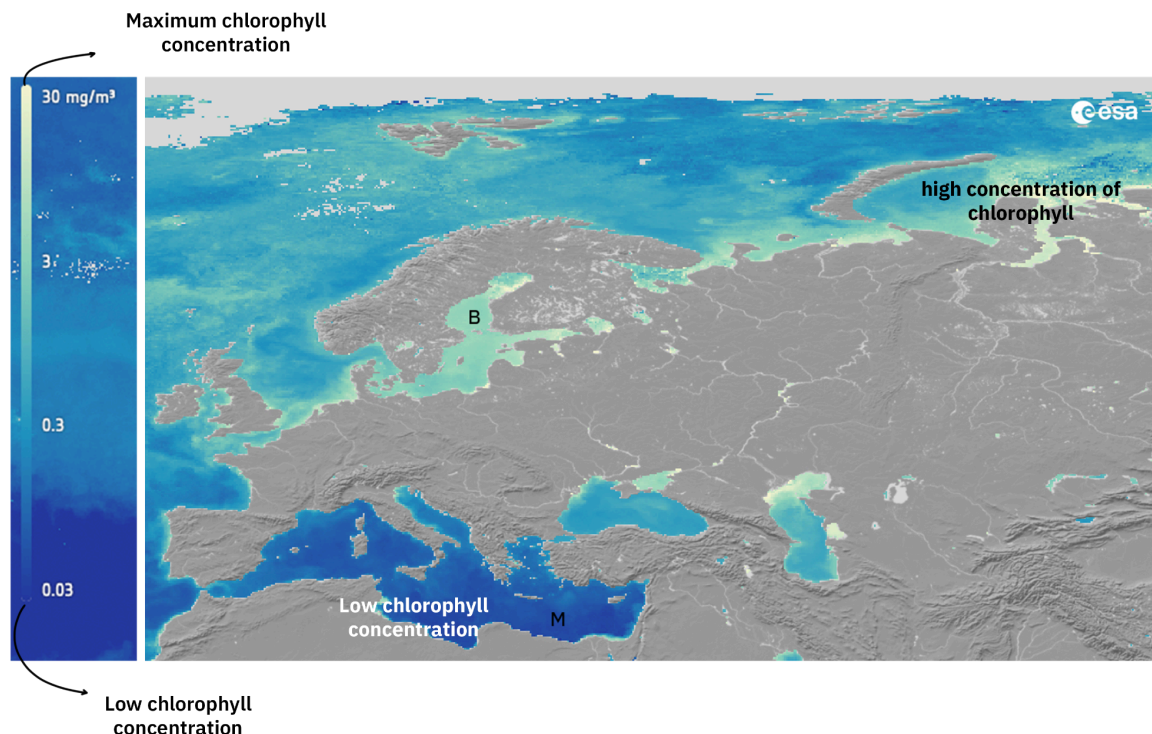 Maximum chlorophyll
concentration
30 mg/m³
3
0.3
0.03
esa
high concentration of
chlorophyll
B
Low chlorophyll
concentration
M
Low chlorophyll
concentration